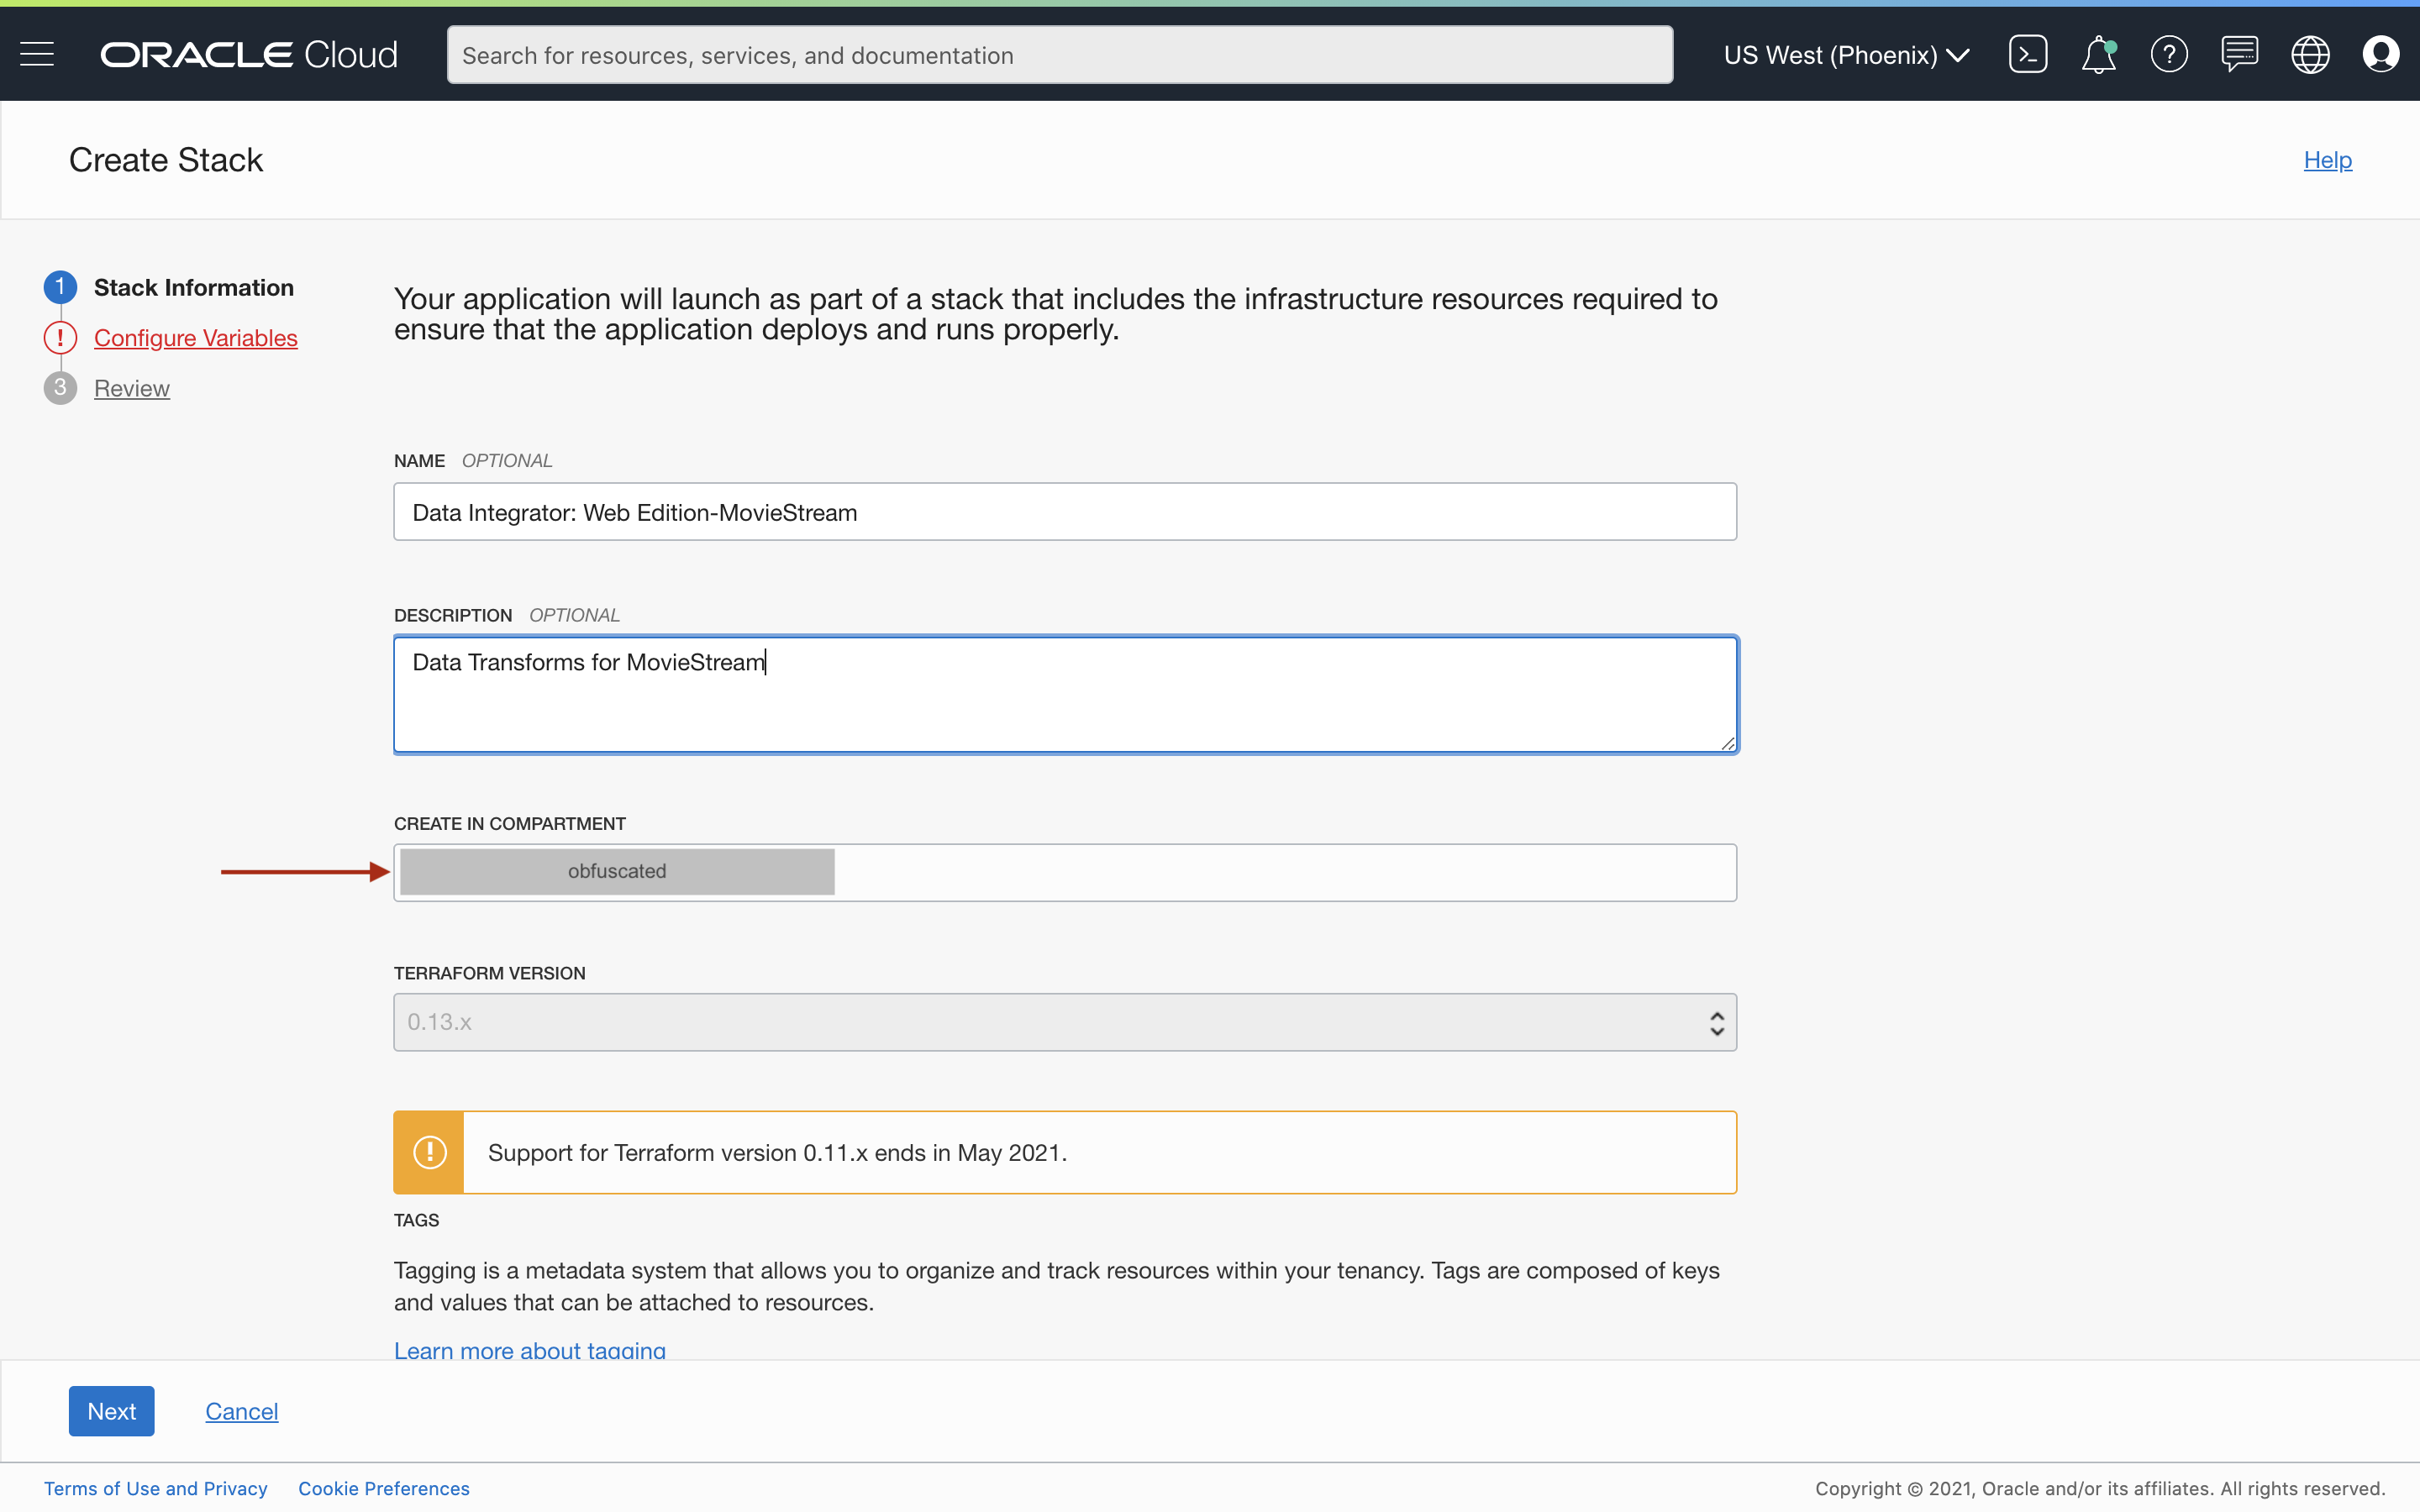 ORACLE Cloud
Search for resources, services, and documentation
US West (Phoenix)
Create Stack
Help
1 Stack Information
! Configure Variables
3 Review
Your application will launch as part of a stack that includes the infrastructure resources required to
ensure that the application deploys and runs properly.
NAME OPTIONAL
Data Integrator: Web Edition-MovieStream
DESCRIPTION OPTIONAL
Data Transforms for MovieStream
CREATE IN COMPARTMENT
obfuscated
TERRAFORM VERSION
0.13.x
! Support for Terraform version 0.11.x ends in May 2021.
TAGS
Tagging is a metadata system that allows you to organize and track resources within your tenancy. Tags are composed of keys
and values that can be attached to resources.
Learn more about tagging
Next
Cancel
Terms of Use and Privacy
Cookie Preferences
Copyright © 2021, Oracle and/or its affiliates. All rights reserved.